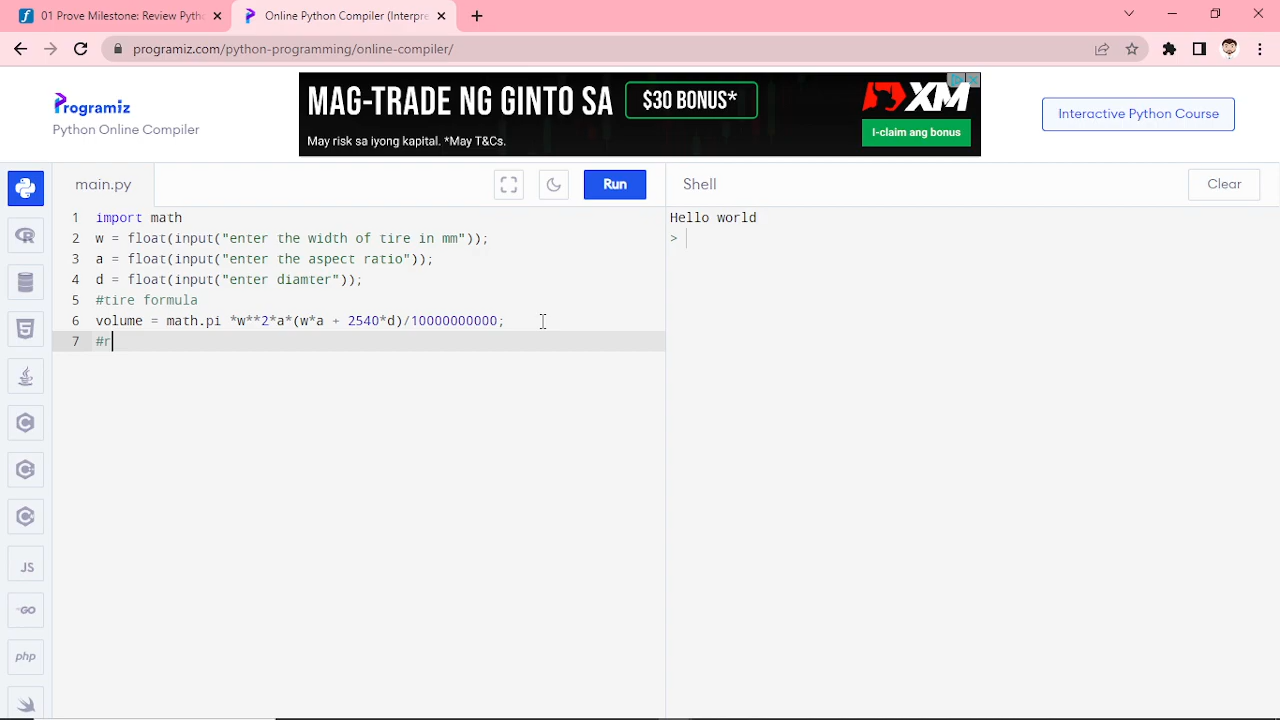 01 Prove Milestone: Review Pyth
Online Python Compiler (Interpre
programiz.com/python-programming/online-compiler/
Programiz
Python Online Compiler
MAG-TRADE NG GINTO SA
$30 BONUS*
May risk sa iyong kapital. *May T&Cs.
XM
I-claim ang bonus
Interactive Python Course
main.py
Run
Shell
Clear
1 import math
2 w = float(input("enter the width of tire in mm"));
3 a = float(input("enter the aspect ratio"));
4 d = float(input("enter diamter"));
5 #tire formula
6 volume = math.pi *w**2*a*(w*a + 2540*d)/10000000000;
7 #r
Hello world
>
JS
GO
php